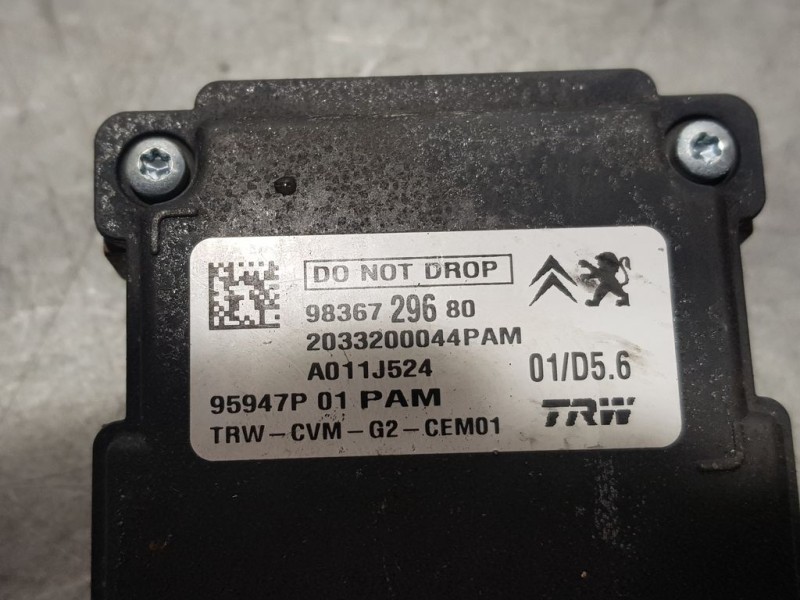 DO NOT DROP
98367 296 80
2033200044PAM
A011J524
01/D5.6
95947P 01 PAM
TRW
TRW-CVM-G2-CEM01